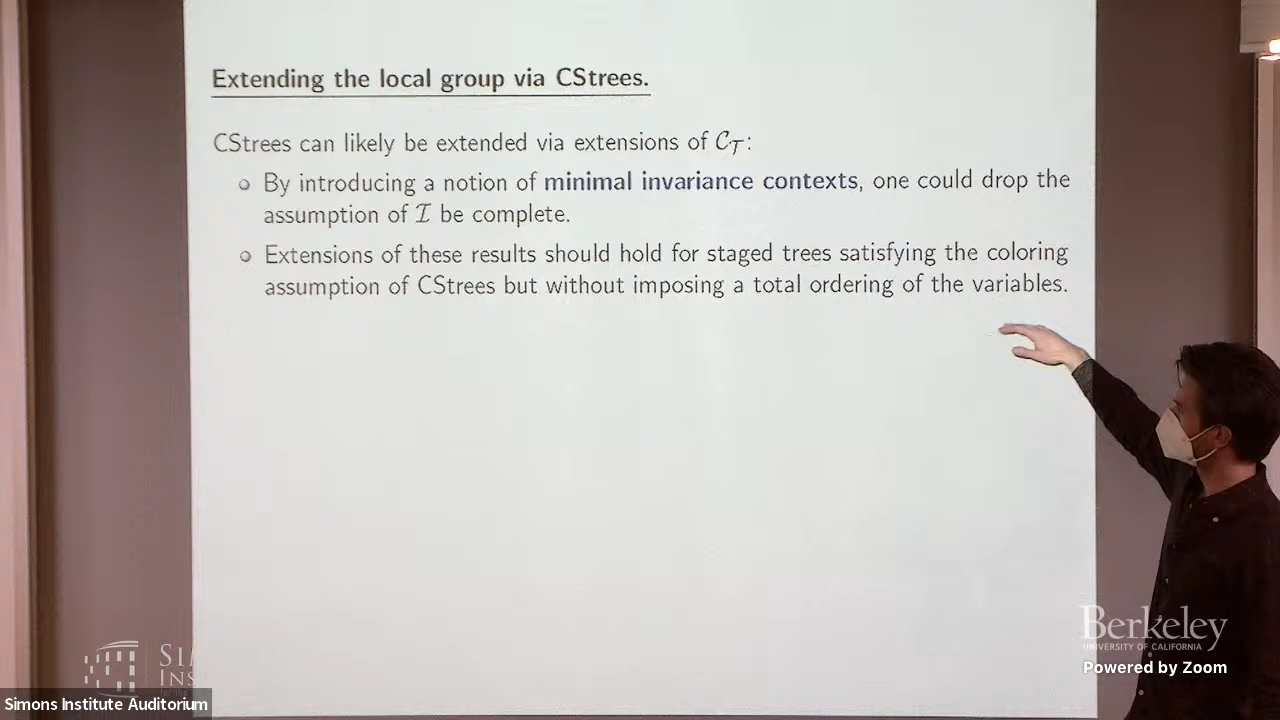 Extending the local group via CStrees.
CStrees can likely be extended via extensions of 𝒞_𝒯:
By introducing a notion of minimal invariance contexts, one could drop the
assumption of ℐ be complete.
Extensions of these results should hold for staged trees satisfying the coloring
assumption of CStrees but without imposing a total ordering of the variables.
Berkeley
UNIVERSITY OF CALIFORNIA
Powered by Zoom
Simons Institute Auditorium